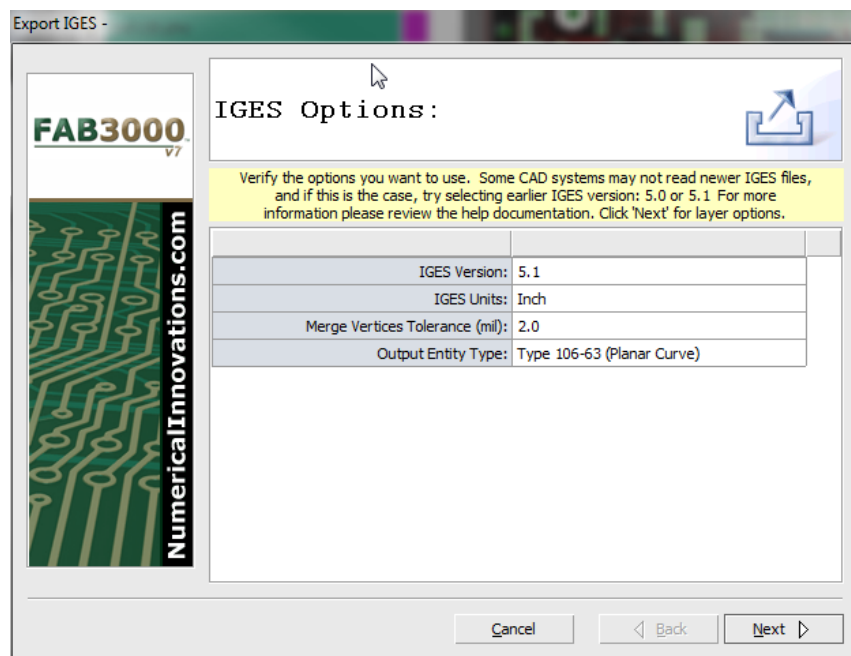 Export IGES -
FAB3000
V7
NumericalInnovations.com
IGES Options:
Verify the options you want to use. Some CAD systems may not read newer IGES files,
and if this is the case, try selecting earlier IGES version: 5.0 or 5.1 For more
information please review the help documentation. Click 'Next' for layer options.
IGES Version: 5.1
IGES Units: Inch
Merge Vertices Tolerance (mil): 2.0
Output Entity Type: Type 106-63 (Planar Curve)
Cancel Back Next